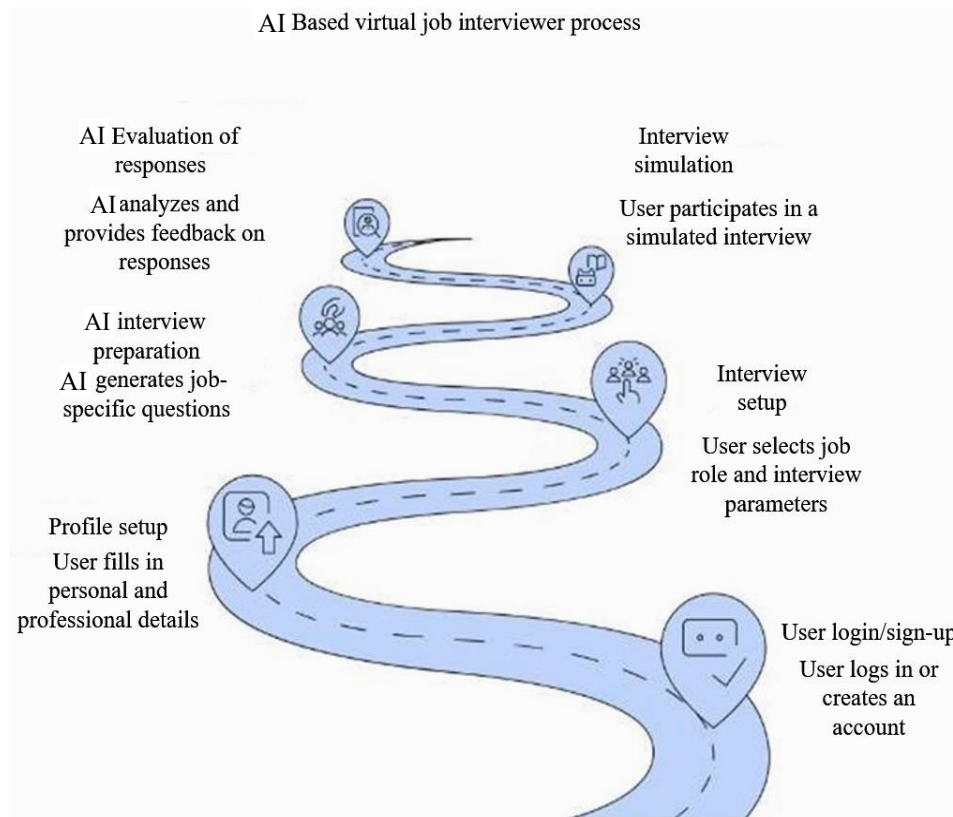 AI Based virtual job interviewer process
AI Evaluation of
responses
AI analyzes and
provides feedback on
responses
Interview
simulation
User participates in a
simulated interview
AI interview
preparation
AI generates job-
specific questions
Interview
setup
User selects job
role and interview
parameters
Profile setup
User fills in
personal and
professional details
User login/sign-up
User logs in or
creates an
account